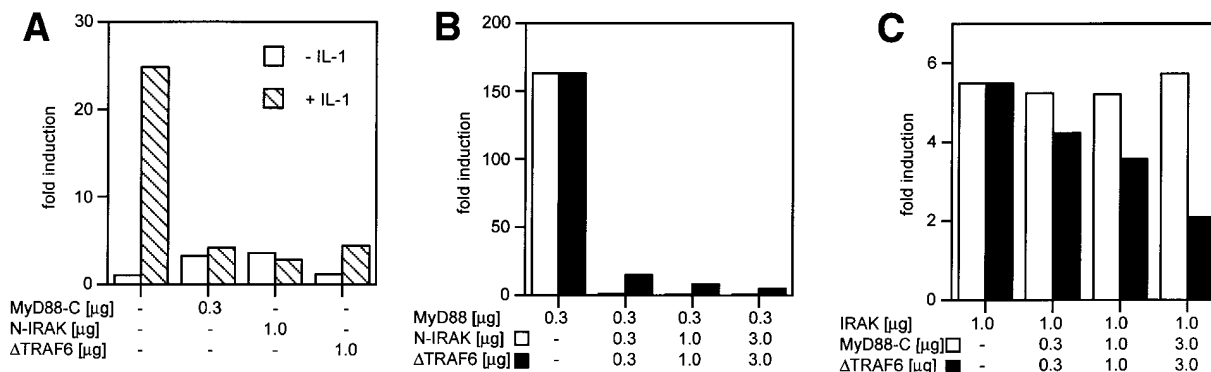 A
30
20
10
0
fold induction
- IL-1
+ IL-1
MyD88-C [µg] - 0.3 - -
N-IRAK [µg] - - 1.0 -
ΔTRAF6 [µg] - - - 1.0
B
200
150
100
50
0
fold induction
MyD88 [µg] 0.3 0.3 0.3 0.3
N-IRAK [µg] - 0.3 1.0 3.0
ΔTRAF6 [µg] - 0.3 1.0 3.0
C
6
4
2
0
fold induction
IRAK [µg] 1.0 1.0 1.0 1.0
MyD88-C [µg] - 0.3 1.0 3.0
ΔTRAF6 [µg] - 0.3 1.0 3.0